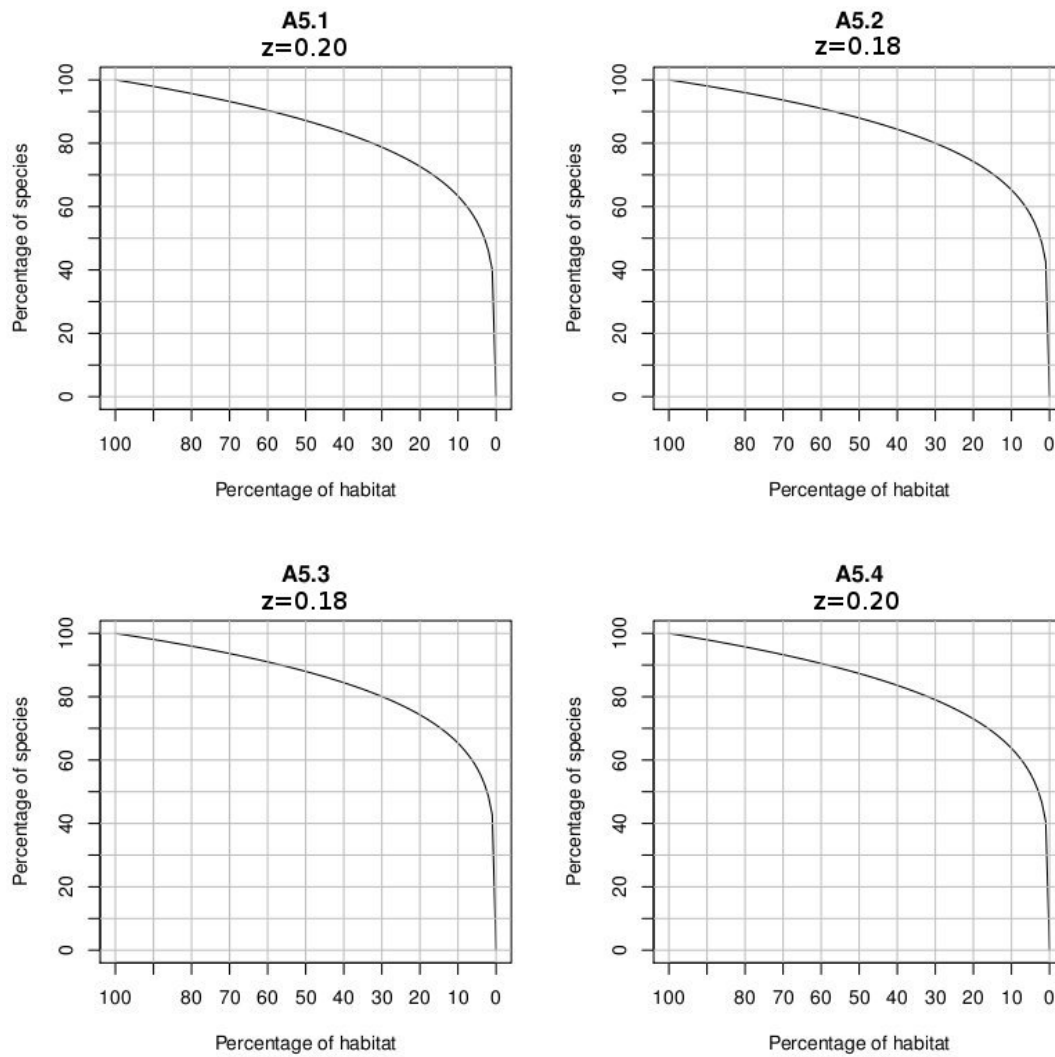 A5.1
z=0.20
100
80
60
40
20
0
Percentage of species
100 80 70 60 50 40 30 20 10 0
Percentage of habitat
A5.2
z=0.18
100
80
60
40
20
0
Percentage of species
100 80 70 60 50 40 30 20 10 0
Percentage of habitat
A5.3
z=0.18
100
80
60
40
20
0
Percentage of species
100 80 70 60 50 40 30 20 10 0
Percentage of habitat
A5.4
z=0.20
100
80
60
40
20
0
Percentage of species
100 80 70 60 50 40 30 20 10 0
Percentage of habitat